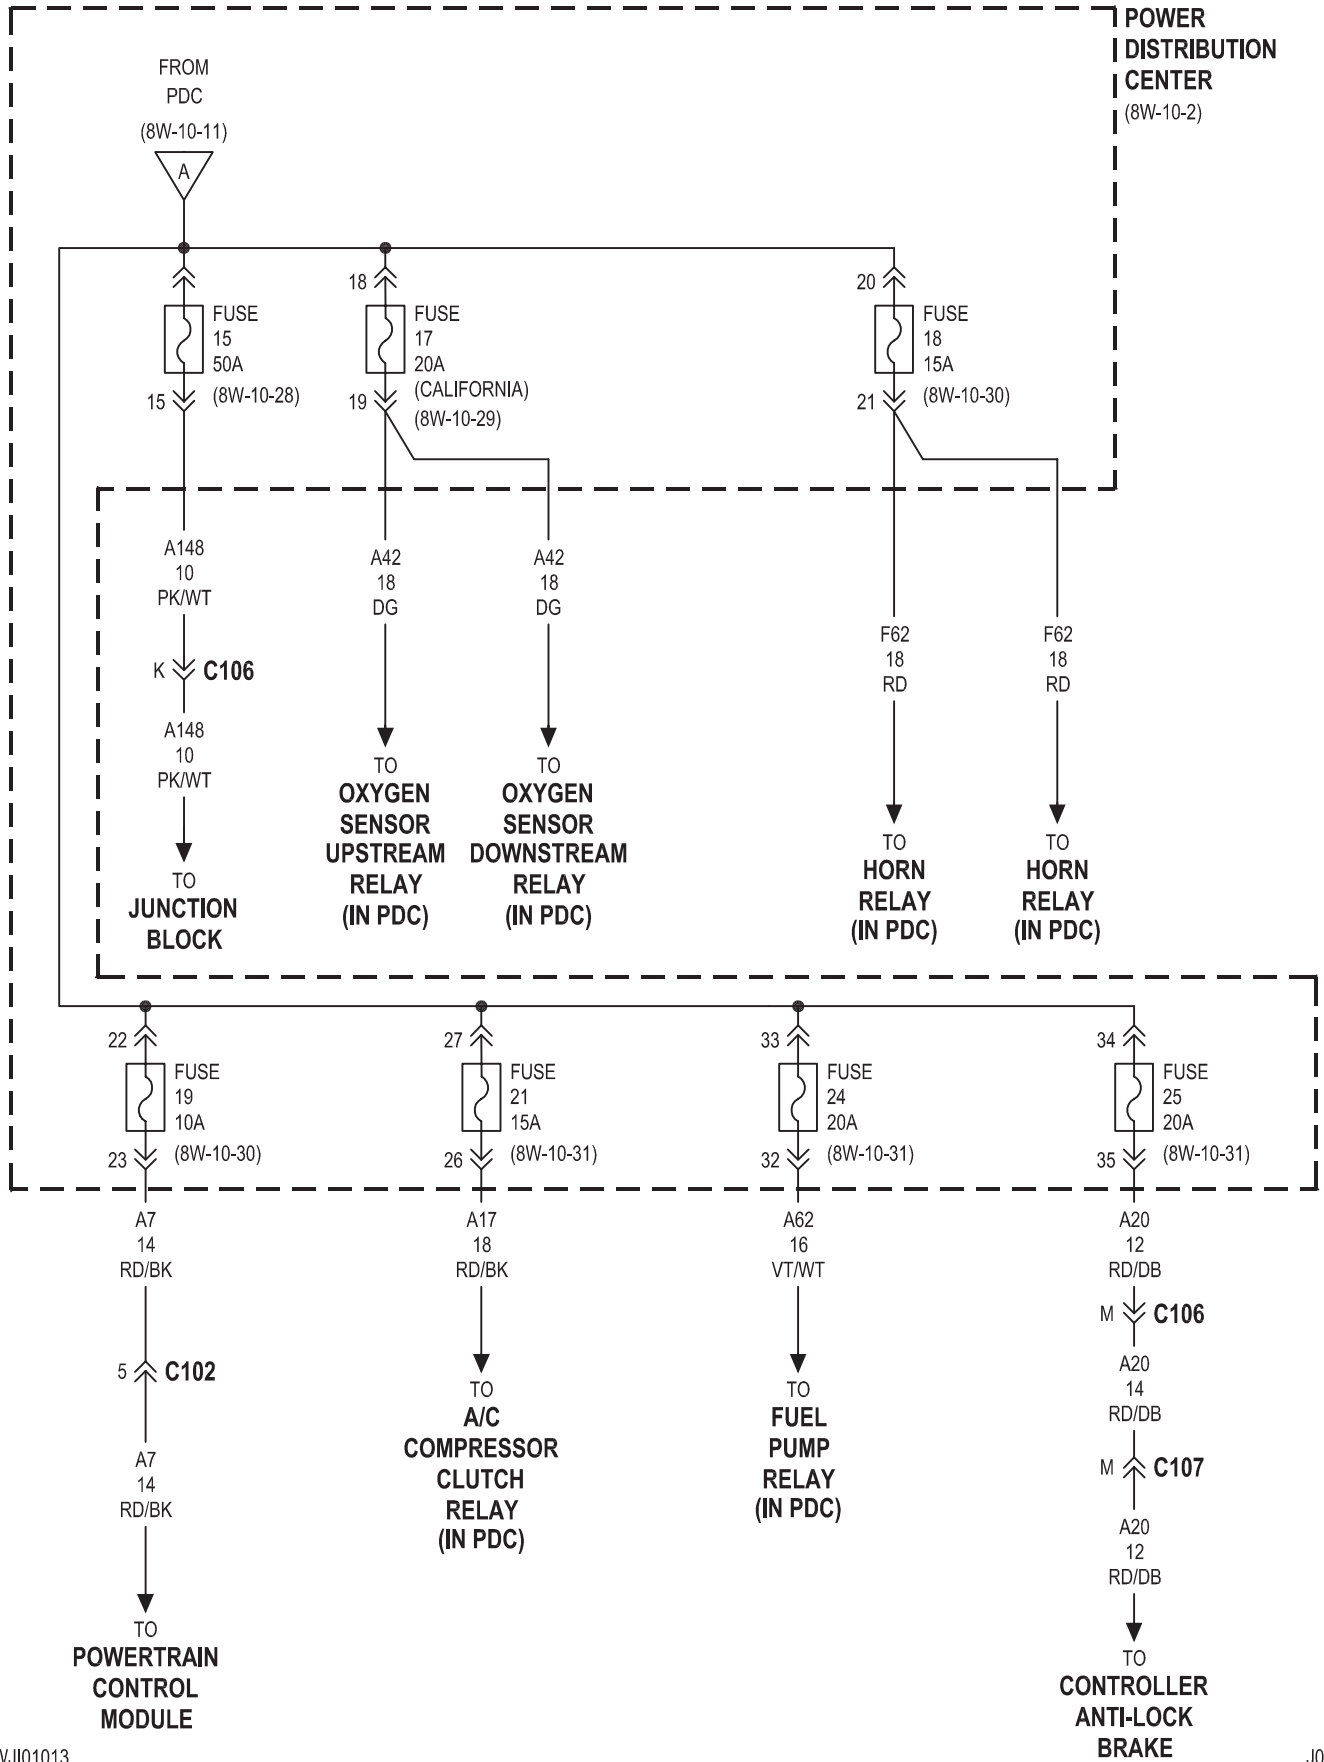 POWER
DISTRIBUTION
CENTER
(8W-10-2)
FROM
PDC
(8W-10-11)
A
18
20
FUSE
15
50A
(8W-10-28)
FUSE
17
20A
(CALIFORNIA)
(8W-10-29)
FUSE
18
15A
(8W-10-30)
15
19
21
A148
10
PK/WT
A42
18
DG
A42
18
DG
F62
18
RD
F62
18
RD
K C106
A148
10
PK/WT
TO
JUNCTION
BLOCK
TO
OXYGEN
SENSOR
UPSTREAM
RELAY
(IN PDC)
TO
OXYGEN
SENSOR
DOWNSTREAM
RELAY
(IN PDC)
TO
HORN
RELAY
(IN PDC)
TO
HORN
RELAY
(IN PDC)
22
27
33
34
FUSE
19
10A
(8W-10-30)
FUSE
21
15A
(8W-10-31)
FUSE
24
20A
(8W-10-31)
FUSE
25
20A
(8W-10-31)
23
26
32
35
A7
14
RD/BK
A17
18
RD/BK
A62
16
VT/WT
A20
12
RD/DB
M C106
5 C102
A20
14
RD/DB
M C107
A7
14
RD/BK
A20
12
RD/DB
TO
POWERTRAIN
CONTROL
MODULE
TO
A/C
COMPRESSOR
CLUTCH
RELAY
(IN PDC)
TO
FUEL
PUMP
RELAY
(IN PDC)
TO
CONTROLLER
ANTI-LOCK
BRAKE